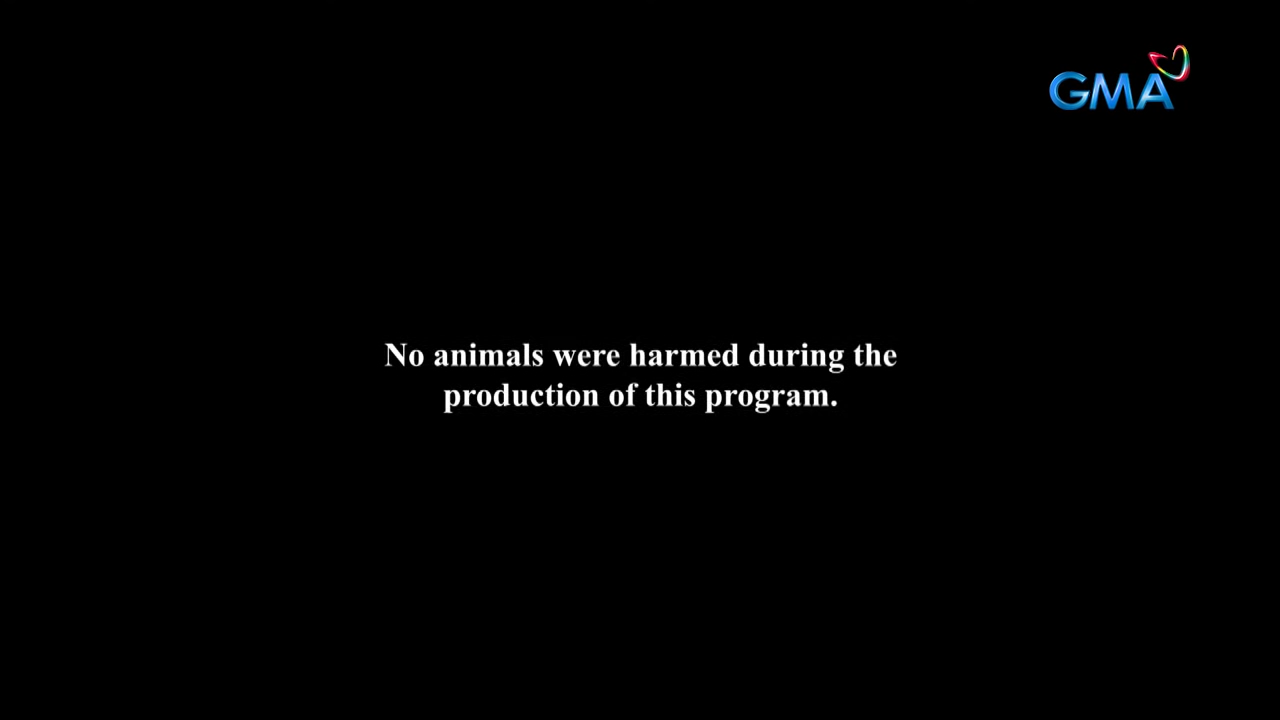 GMA
No animals were harmed during the
production of this program.